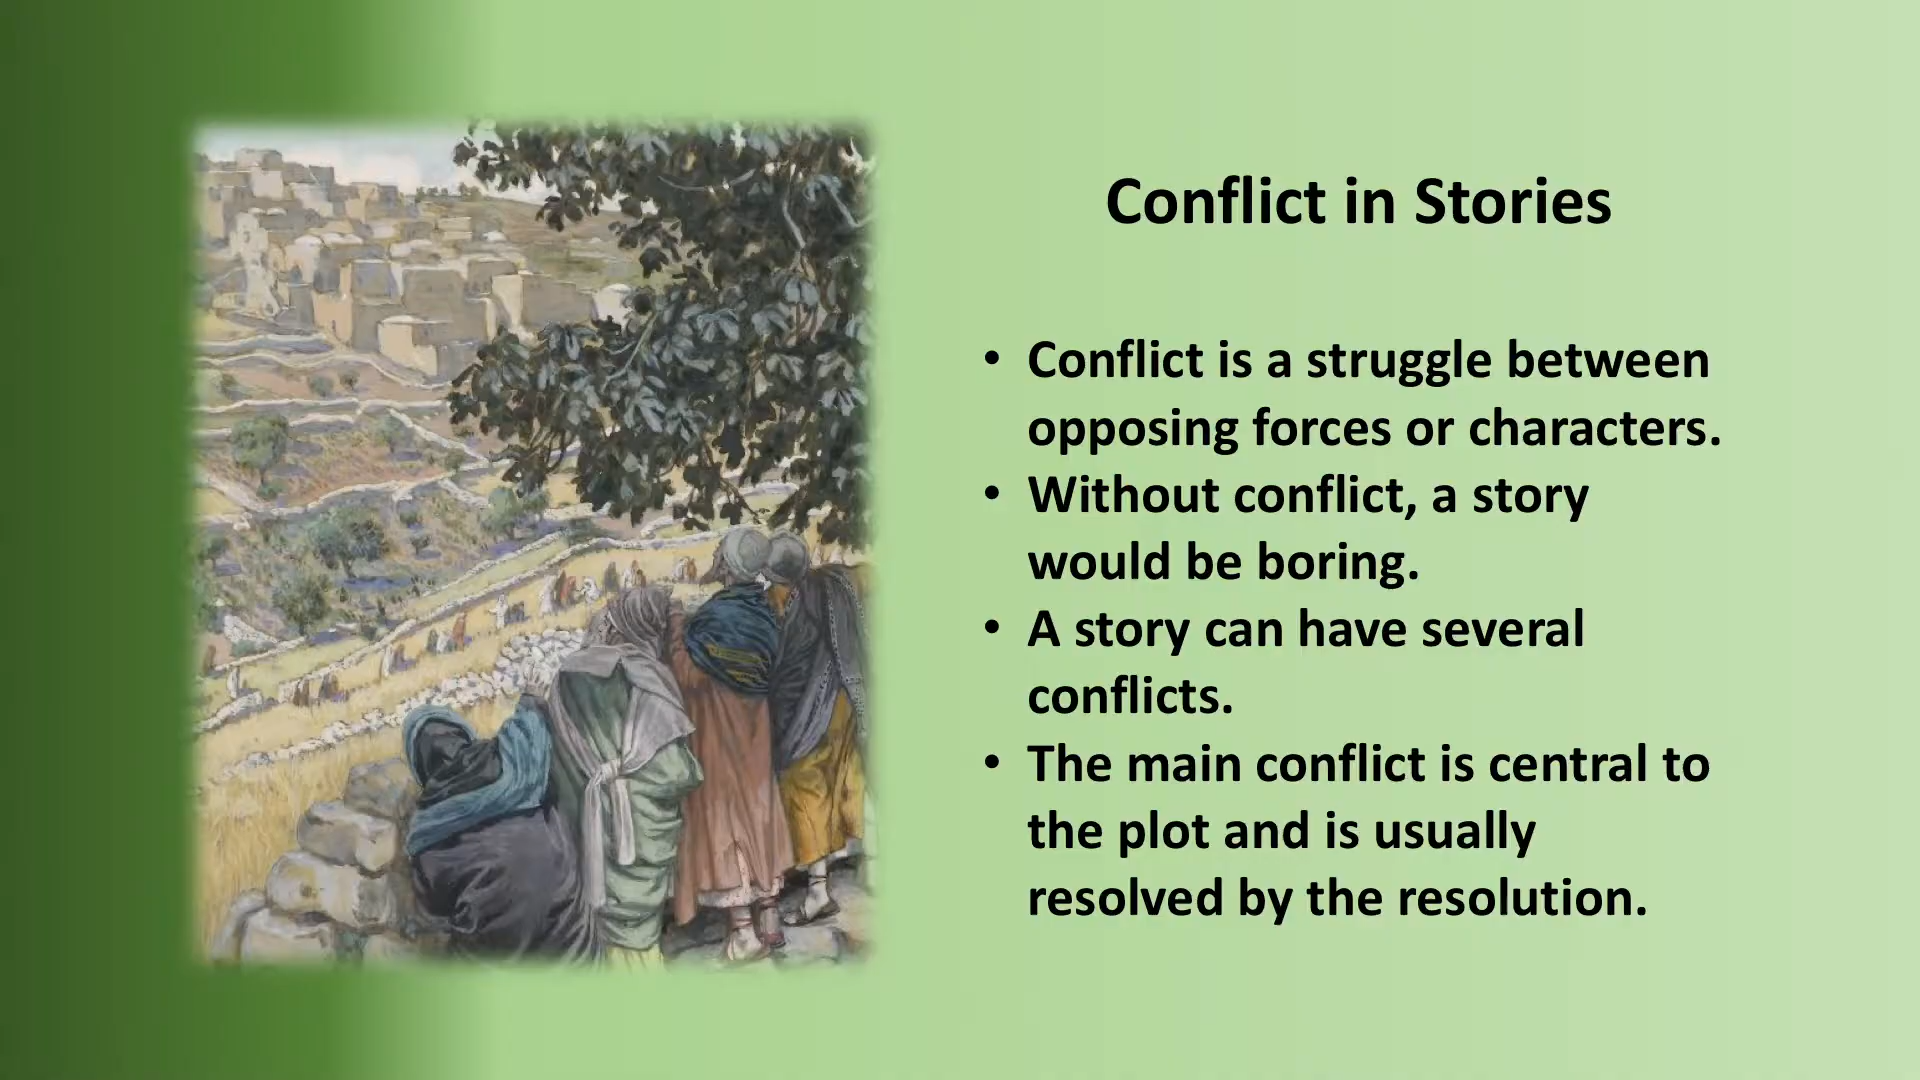 Conflict in Stories
• Conflict is a struggle between
opposing forces or characters.
• Without conflict, a story
would be boring.
• A story can have several
conflicts.
• The main conflict is central to
the plot and is usually
resolved by the resolution.